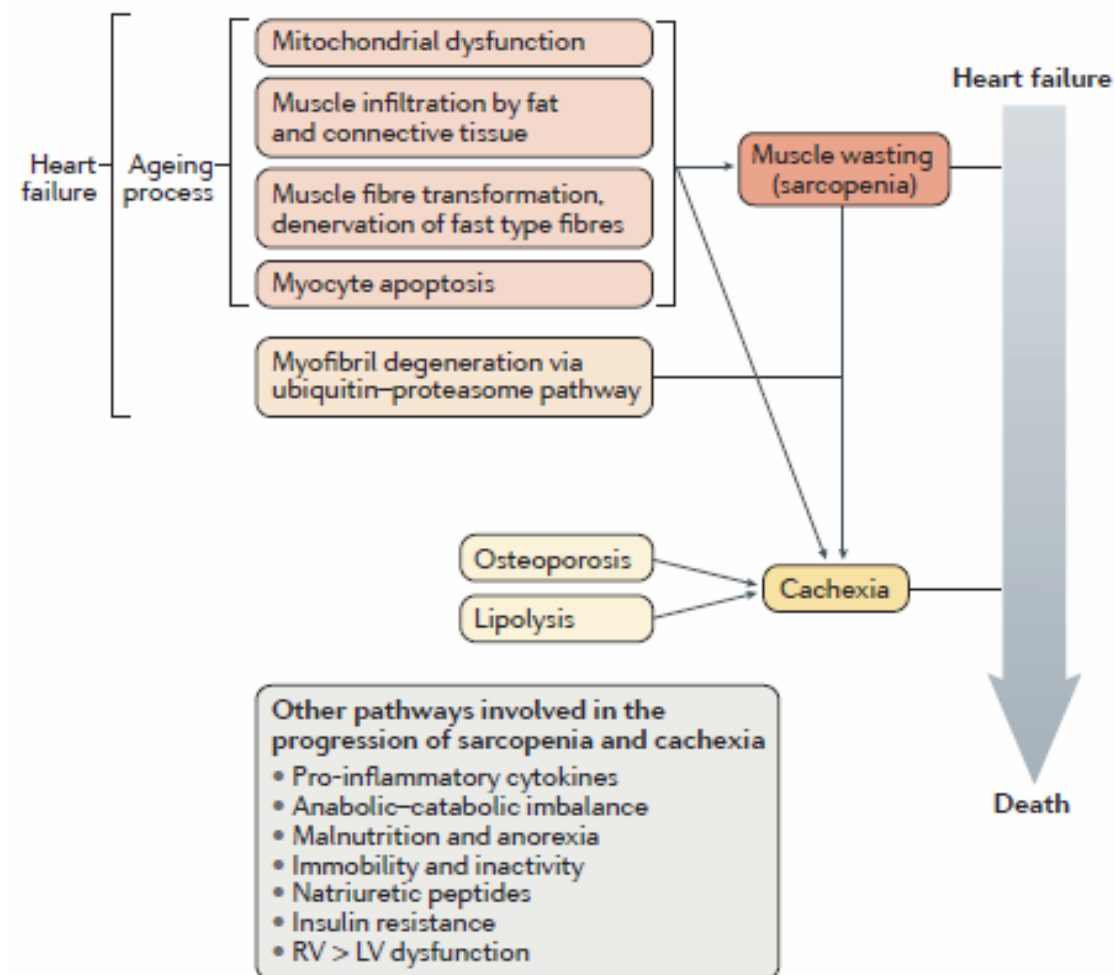 Heart failure
Ageing process
Mitochondrial dysfunction
Muscle infiltration by fat
and connective tissue
Muscle fibre transformation,
denervation of fast type fibres
Myocyte apoptosis
Myofibril degeneration via
ubiquitin–proteasome pathway
Muscle wasting
(sarcopenia)
Heart failure
Osteoporosis
Lipolysis
Cachexia
Death
Other pathways involved in the
progression of sarcopenia and cachexia
• Pro-inflammatory cytokines
• Anabolic–catabolic imbalance
• Malnutrition and anorexia
• Immobility and inactivity
• Natriuretic peptides
• Insulin resistance
• RV > LV dysfunction